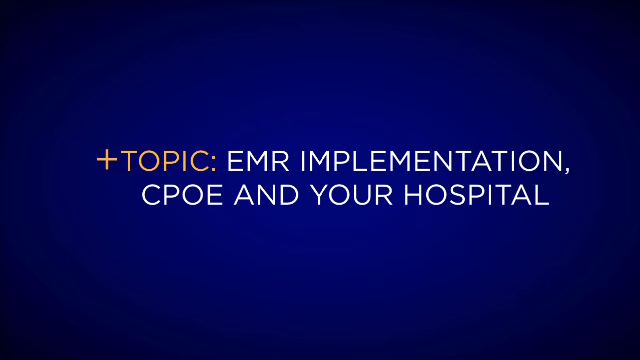 +TOPIC: EMR IMPLEMENTATION,
CPOE AND YOUR HOSPITAL